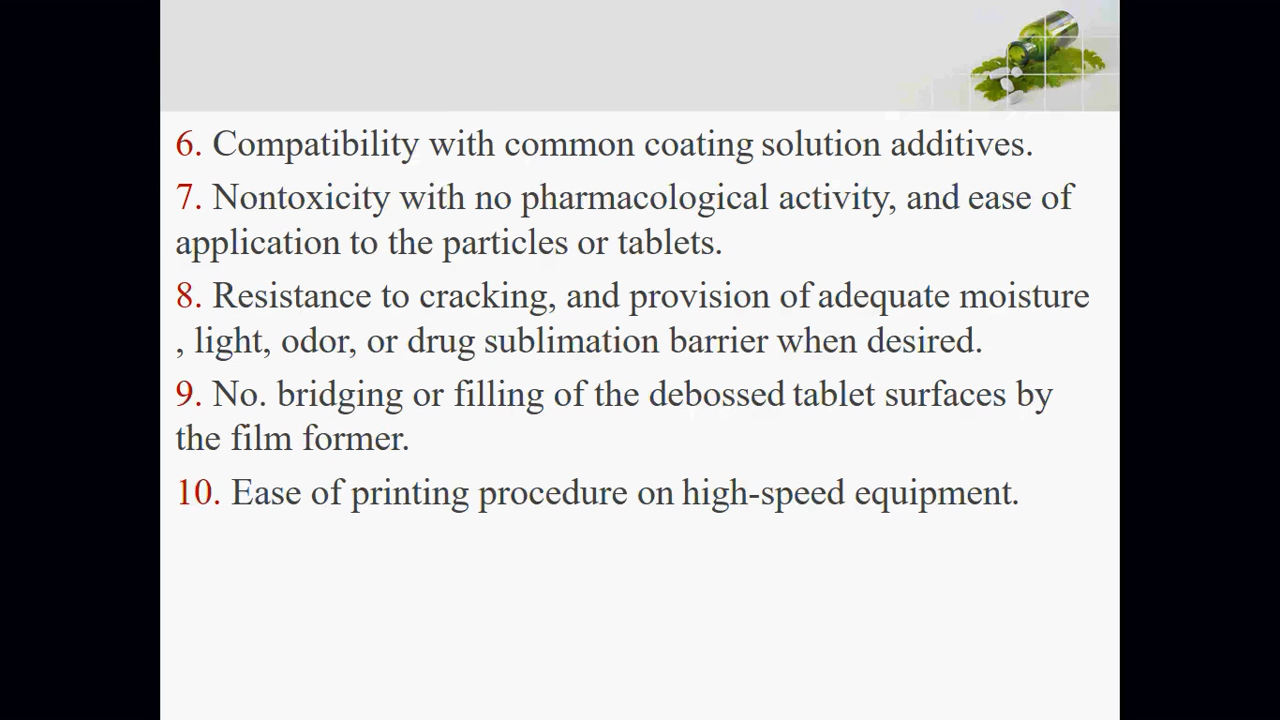 6. Compatibility with common coating solution additives.
7. Nontoxicity with no pharmacological activity, and ease of
application to the particles or tablets.
8. Resistance to cracking, and provision of adequate moisture
, light, odor, or drug sublimation barrier when desired.
9. No. bridging or filling of the debossed tablet surfaces by
the film former.
10. Ease of printing procedure on high-speed equipment.